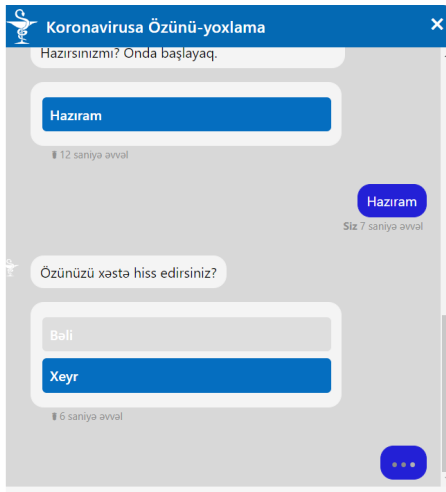 Koronavirusa Özünü-yoxlama
Hazırsınızmı? Onda başlayaq.
Hazıram
12 saniyə əvvəl
Hazıram
Siz 7 saniyə əvvəl
Özünüzü xəstə hiss edirsiniz?
Bəli
Xeyr
6 saniyə əvvəl